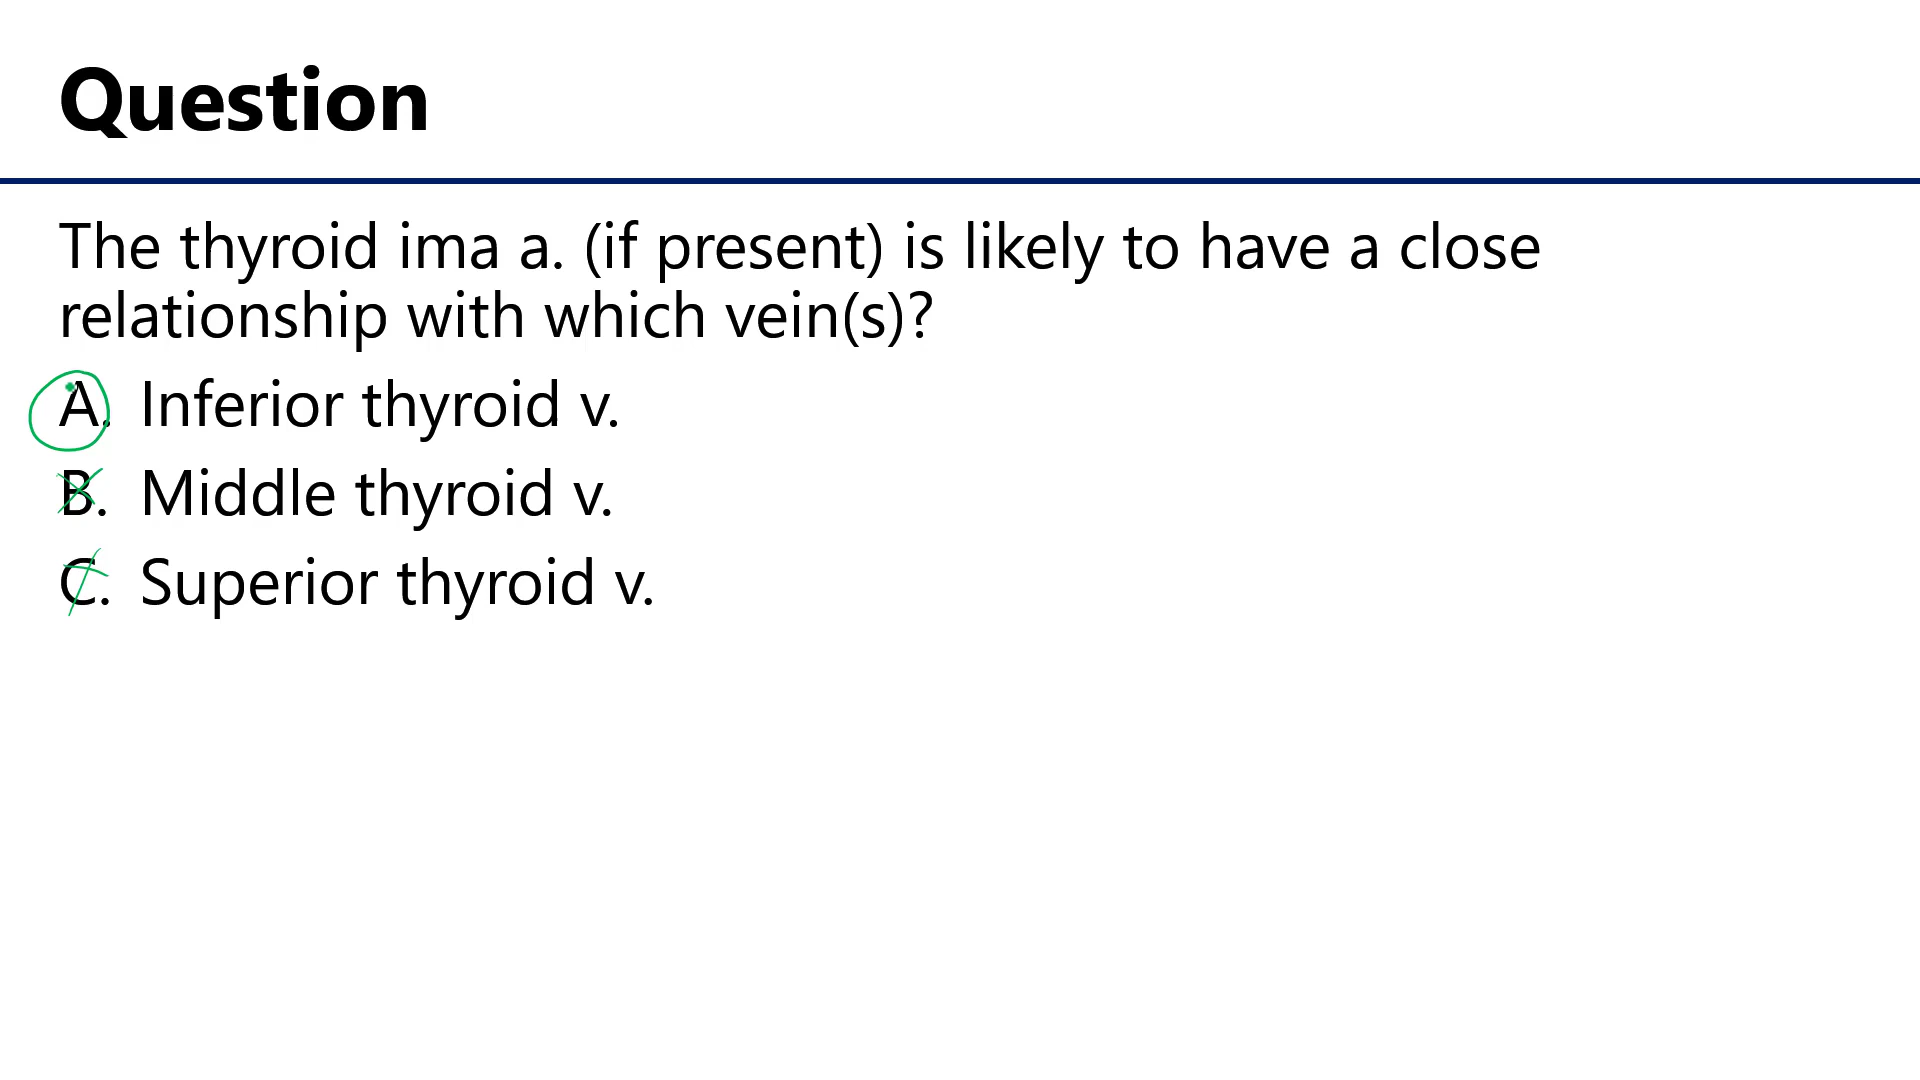 Question
The thyroid ima a. (if present) is likely to have a close
relationship with which vein(s)?
A. Inferior thyroid v.
B. Middle thyroid v.
C. Superior thyroid v.